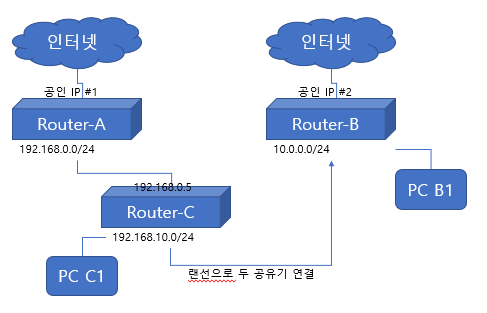 인터넷
인터넷
공인 IP #1
공인 IP #2
Router-A
Router-B
192.168.0.0/24
10.0.0.0/24
192.168.0.5
PC B1
Router-C
192.168.10.0/24
PC C1
랜선으로 두 공유기 연결